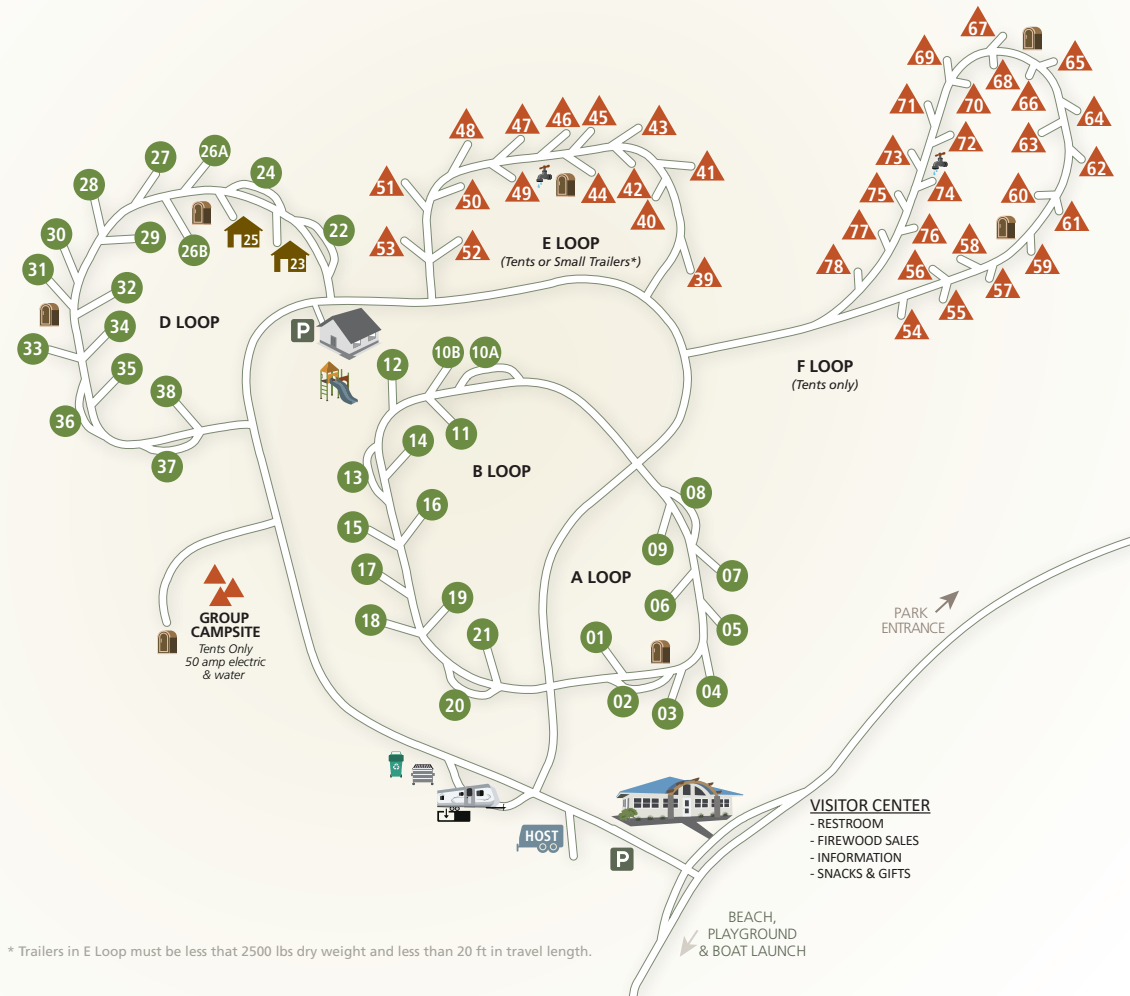 67
69
65
68
71
70
66
64
48
47
46
45
43
72
63
26A
73
62
27
24
41
51
50
49
44
42
75
74
60
28
40
61
22
77
76
58
30
29
26B
25
53
52
E LOOP
(Tents or Small Trailers*)
23
39
78
56
59
31
32
57
55
54
D LOOP
34
P
33
12
10B
10A
F LOOP
(Tents only)
35
38
36
11
14
37
13
B LOOP
08
16
15
09
07
17
A LOOP
19
06
18
21
01
05
GROUP
CAMPSITE
Tents Only
50 amp electric
& water
PARK
ENTRANCE
20
02
03
04
HOST
P
VISITOR CENTER
- RESTROOM
- FIREWOOD SALES
- INFORMATION
- SNACKS & GIFTS
BEACH,
PLAYGROUND
& BOAT LAUNCH
* Trailers in E Loop must be less that 2500 lbs dry weight and less than 20 ft in travel length.